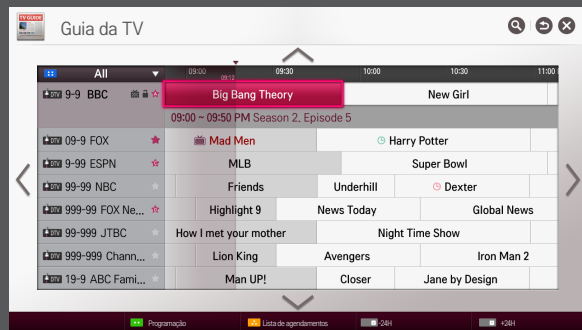 TV GUIDE
Guia da TV
All
09:00
09:12
09:30
10:00
10:30
11:00
DTV 9-9 BBC
Big Bang Theory
New Girl
09:00 ~ 09:50 PM Season 2, Episode 5
DTV 09-9 FOX
Mad Men
Harry Potter
DTV 9-99 ESPN
MLB
Super Bowl
DTV 99-99 NBC
Friends
Underhill
Dexter
DTV 999-99 FOX Ne...
Highlight 9
News Today
Global News
DTV 99-999 JTBC
How I met your mother
Night Time Show
DTV 999-999 Chann...
Lion King
Avengers
Iron Man 2
DTV 19-9 ABC Fami...
Man UP!
Closer
Jane by Design
Programação
Lista de agendamentos
-24H
+24H